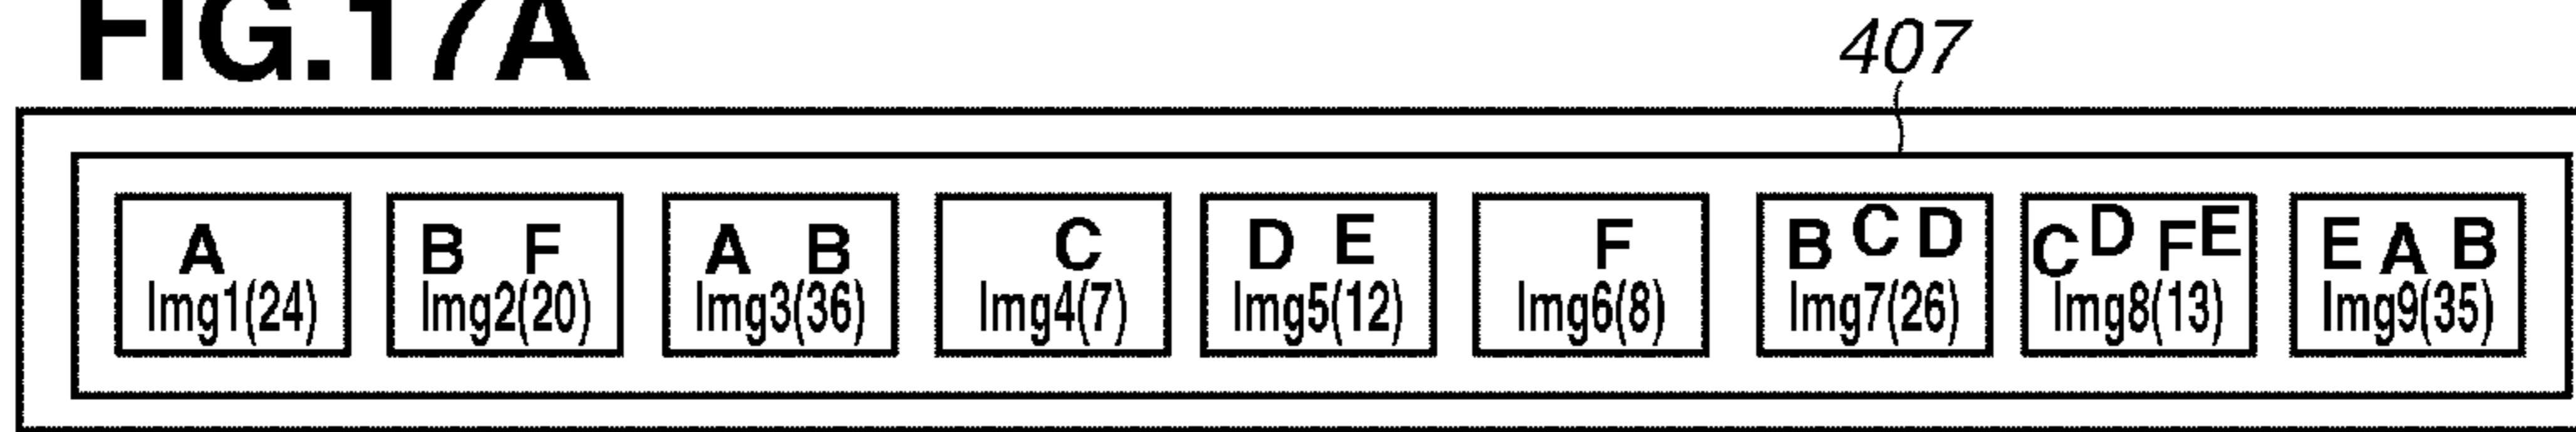 FIG.17A
407
A
Img1(24)
B F
Img2(20)
A B
Img3(36)
C
Img4(7)
D E
Img5(12)
F
Img6(8)
B C D
Img7(26)
C D F E
Img8(13)
E A B
Img9(35)